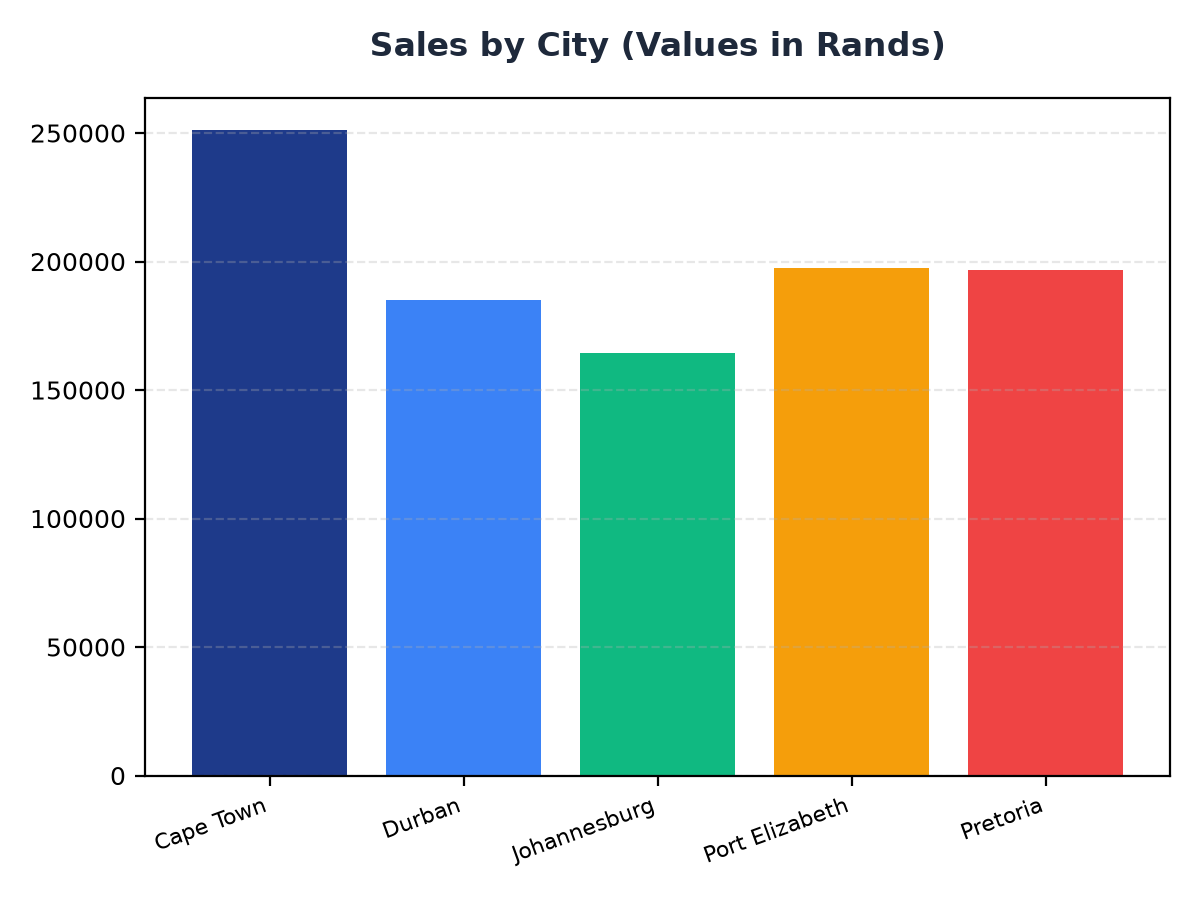 Sales by City (Values in Rands)
250000
200000
150000
100000
50000
0
Cape Town
Durban
Johannesburg
Port Elizabeth
Pretoria